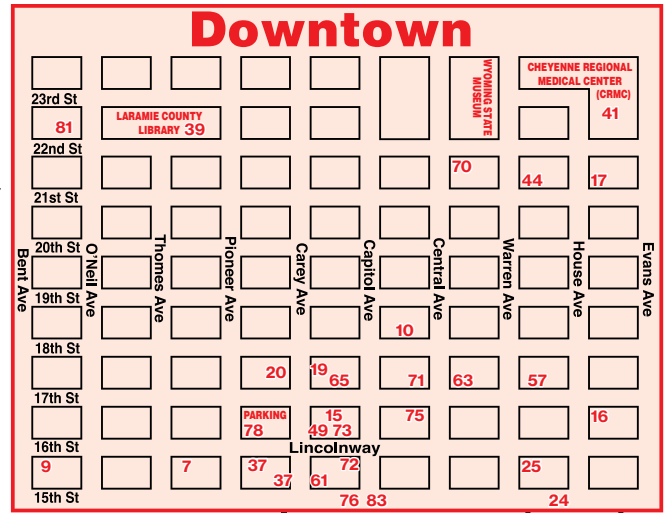 Downtown
CHEYENNE REGIONAL
MEDICAL CENTER
(CRMC)
WYOMING STATE
MUSEUM
23rd St
LARAMIE COUNTY
LIBRARY 39
81
41
22nd St
70
44
17
21st St
20th St
Bent Ave
O'Neil Ave
Thomes Ave
Pioneer Ave
Carey Ave
Capitol Ave
Central Ave
Warren Ave
House Ave
Evans Ave
19th St
10
18th St
20
19
65
71
63
57
17th St
PARKING
78
15
49 73
75
16
16th St
Lincolnway
9
7
37
37
72
61
25
15th St
76 83
24